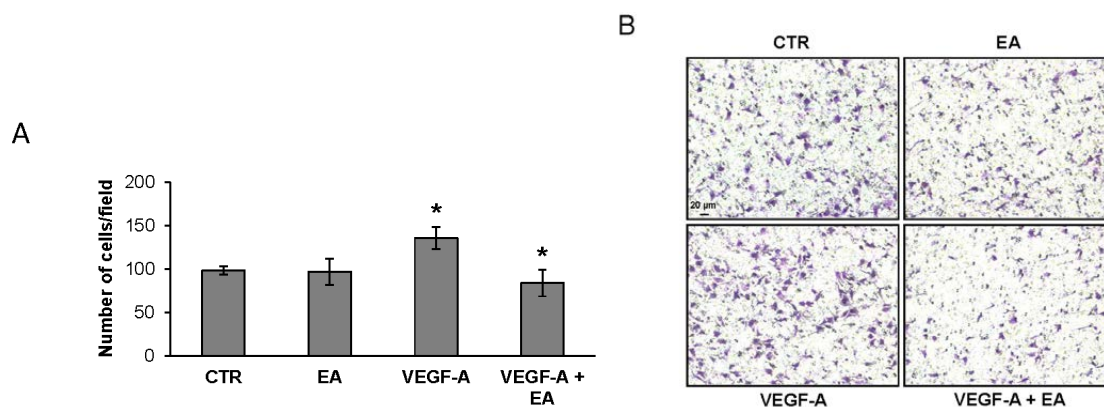 A
Number of cells/field
200
150
100
50
0
*
*
CTR
EA
VEGF-A
VEGF-A +
EA
B
CTR
EA
20 µm
VEGF-A
VEGF-A + EA